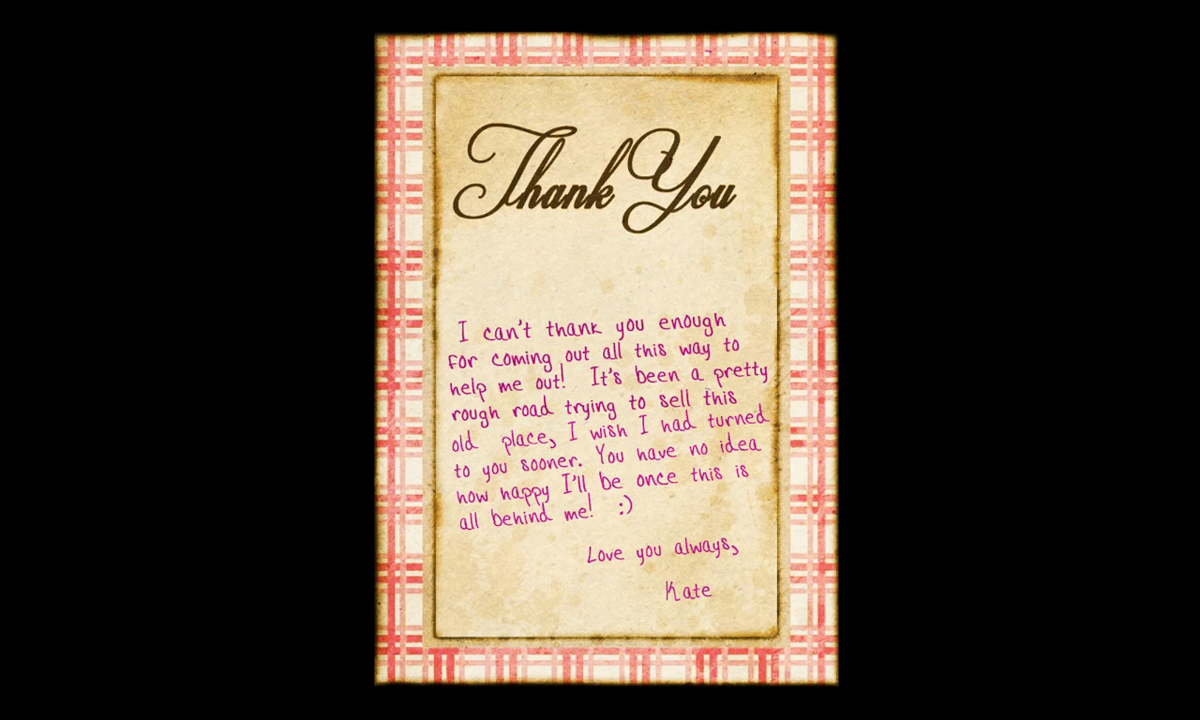 Thank You
I can't thank you enough
for coming out all this way to
help me out! It's been a pretty
rough road trying to sell this
old place, I wish I had turned
to you sooner. You have no idea
how happy I'll be once this is
all behind me! :)
Love you always,
Kate